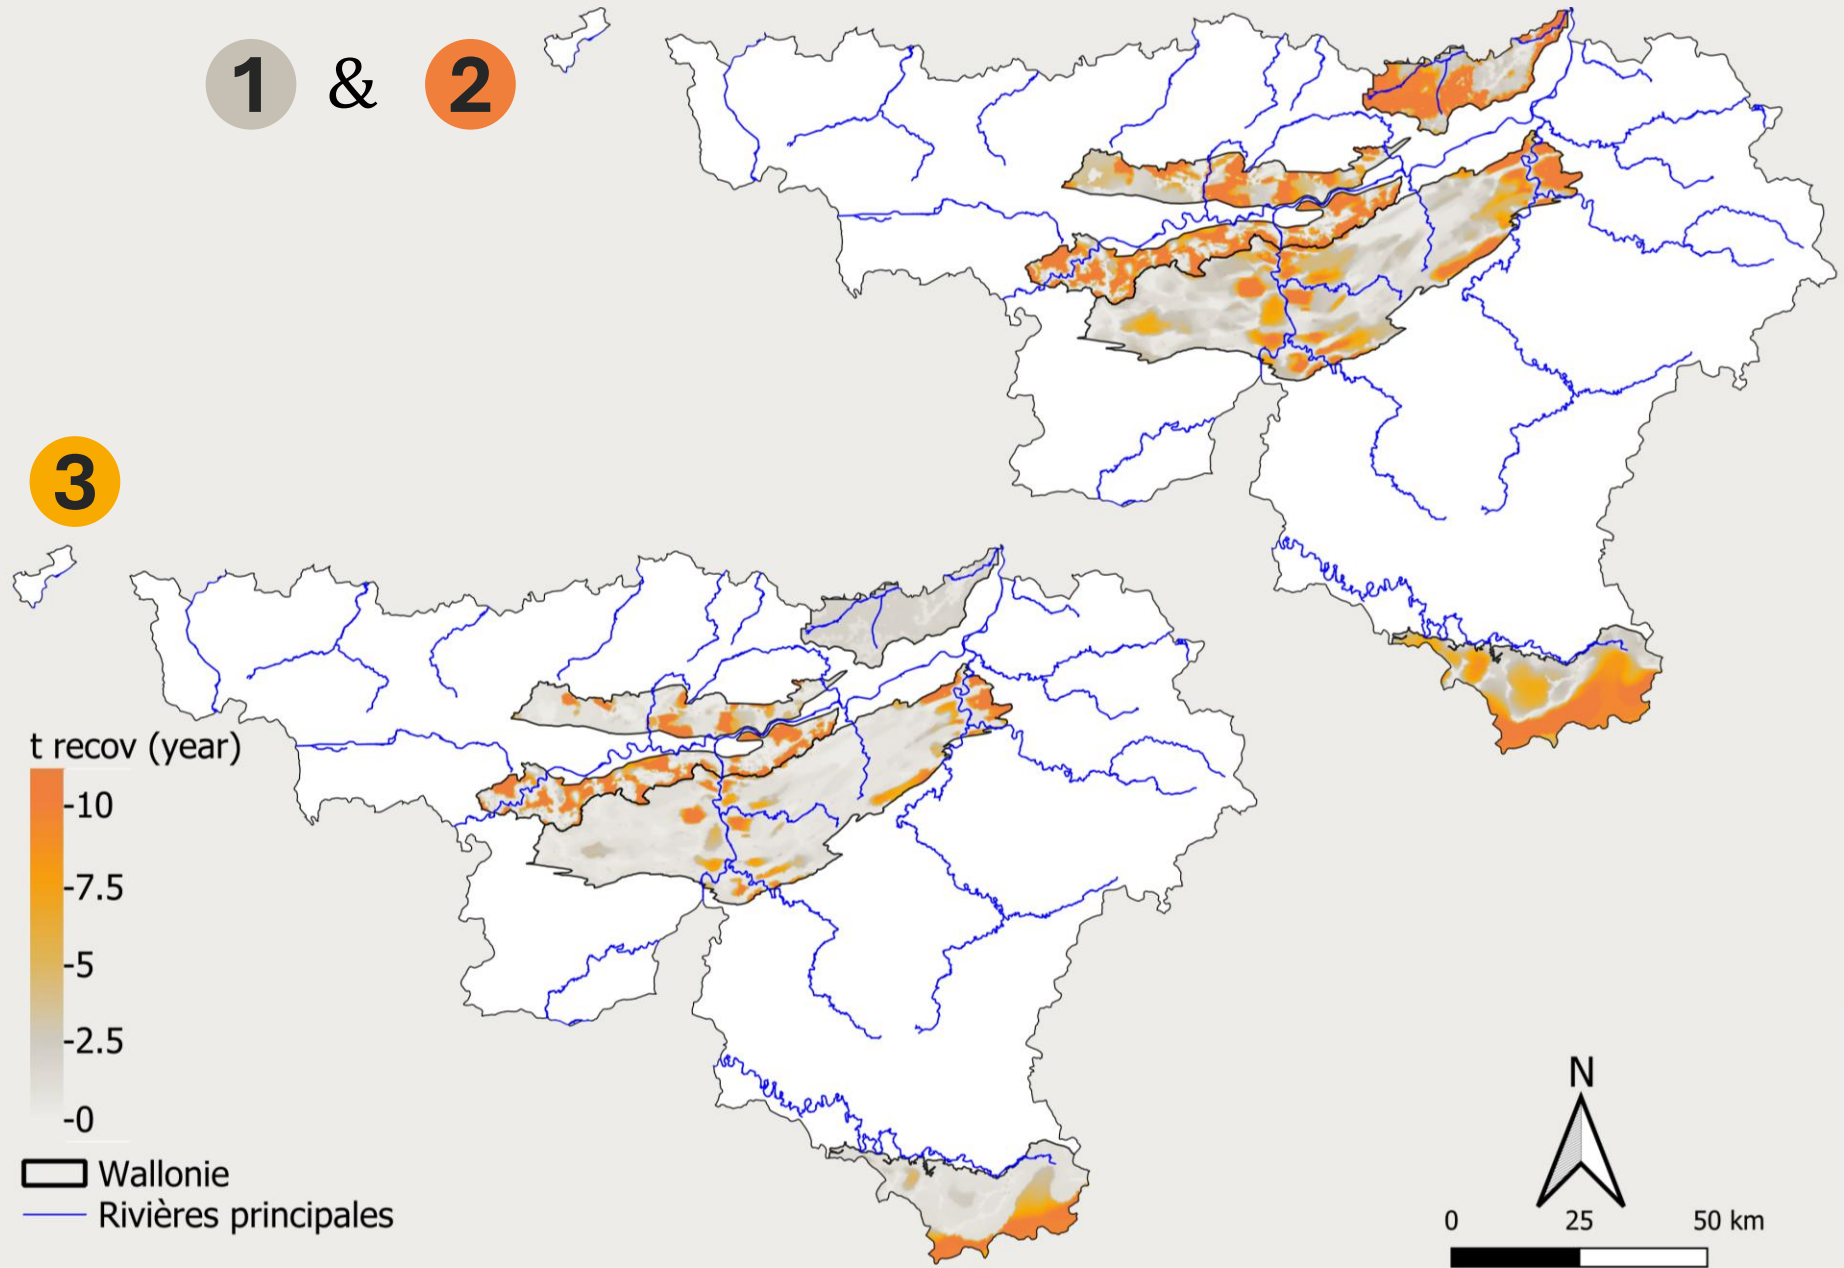 1 & 2
3
t recov (year)
-10
-7.5
-5
-2.5
-0
Wallonie
Rivières principales
N
0 25 50 km